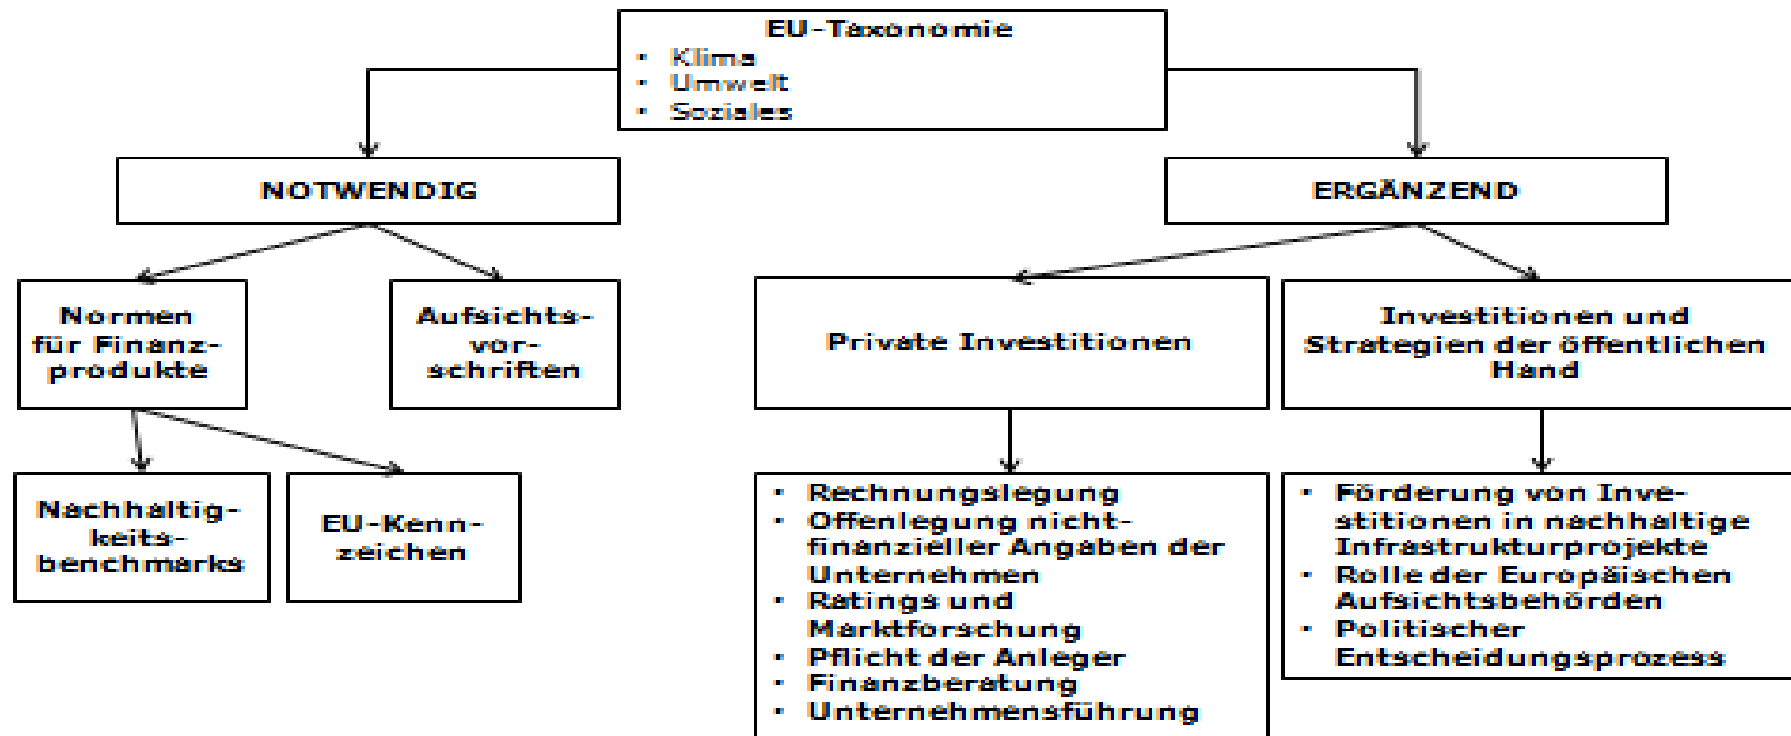 EU-Taxonomie
• Klima
• Umwelt
• Soziales
NOTWENDIG
ERGÄNZEND
Normen
für Finanz-
produkte
Aufsichts-
vor-
schriften
Private Investitionen
Investitionen und
Strategien der öffentlichen
Hand
Nachhaltig-
keits-
benchmarks
EU-Kenn-
zeichen
• Rechnungslegung
• Offenlegung nicht-
finanzieller Angaben der
Unternehmen
• Ratings und
Marktforschung
• Pflicht der Anleger
• Finanzberatung
• Unternehmensführung
• Förderung von Inve-
stitionen in nachhaltige
Infrastrukturprojekte
• Rolle der Europäischen
Aufsichtsbehörden
• Politischer
Entscheidungsprozess